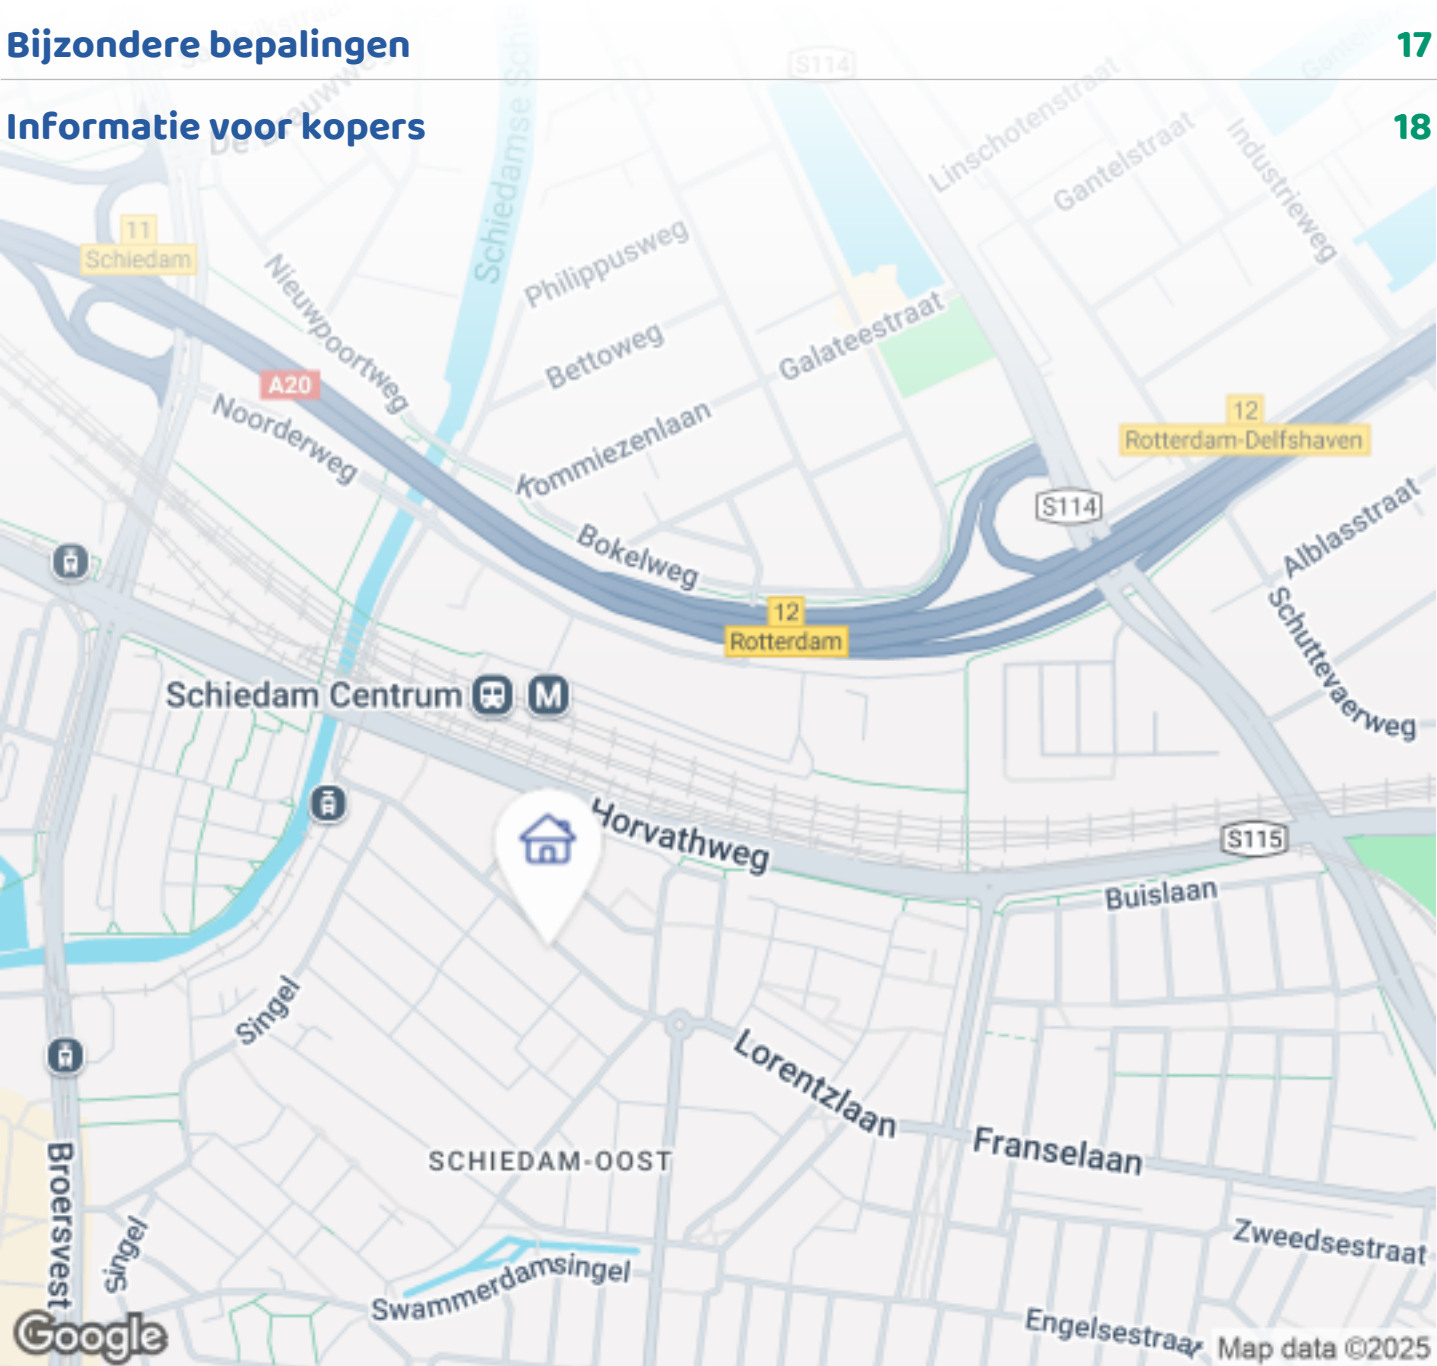 Bijzondere bepalingen 17
Informatie voor kopers 18
S114
Schiedamse Schie
Linschotenstraat
Gantelstraat
Industrieweg
11
Schiedam
Philippusweg
Nieuwpoortweg
Bettoweg
Galateestraat
A20
Noorderweg
Kommiezenlaan
12
Rotterdam-Delfshaven
S114
Alblasstraat
Bokelweg
12
Rotterdam
Schuttevaerweg
Schiedam Centrum
M
Horvathweg
S115
Buislaan
Singel
Lorentzlaan
Franselaan
SCHIEDAM-OOST
Broersvest
Singel
Zweedsestraat
Swammerdamsingel
Engelsestraat
Google
Map data ©2025